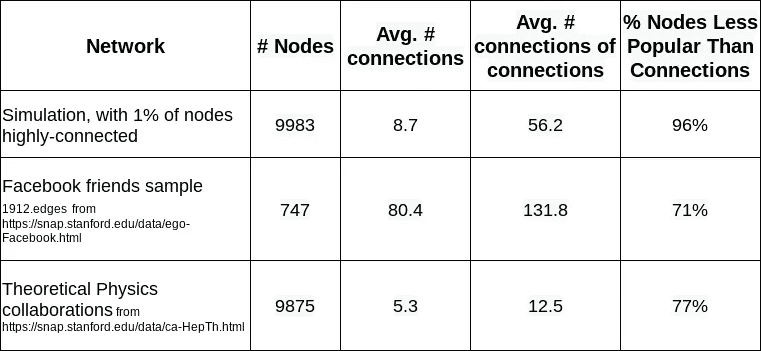 Network
# Nodes
Avg. #
connections
Avg. #
connections of
connections
% Nodes Less
Popular Than
Connections
Simulation, with 1% of nodes
highly-connected
9983
8.7
56.2
96%
Facebook friends sample
1912.edges from
https://snap.stanford.edu/data/ego-
Facebook.html
747
80.4
131.8
71%
Theoretical Physics
collaborations from
https://snap.stanford.edu/data/ca-HepTh.html
9875
5.3
12.5
77%